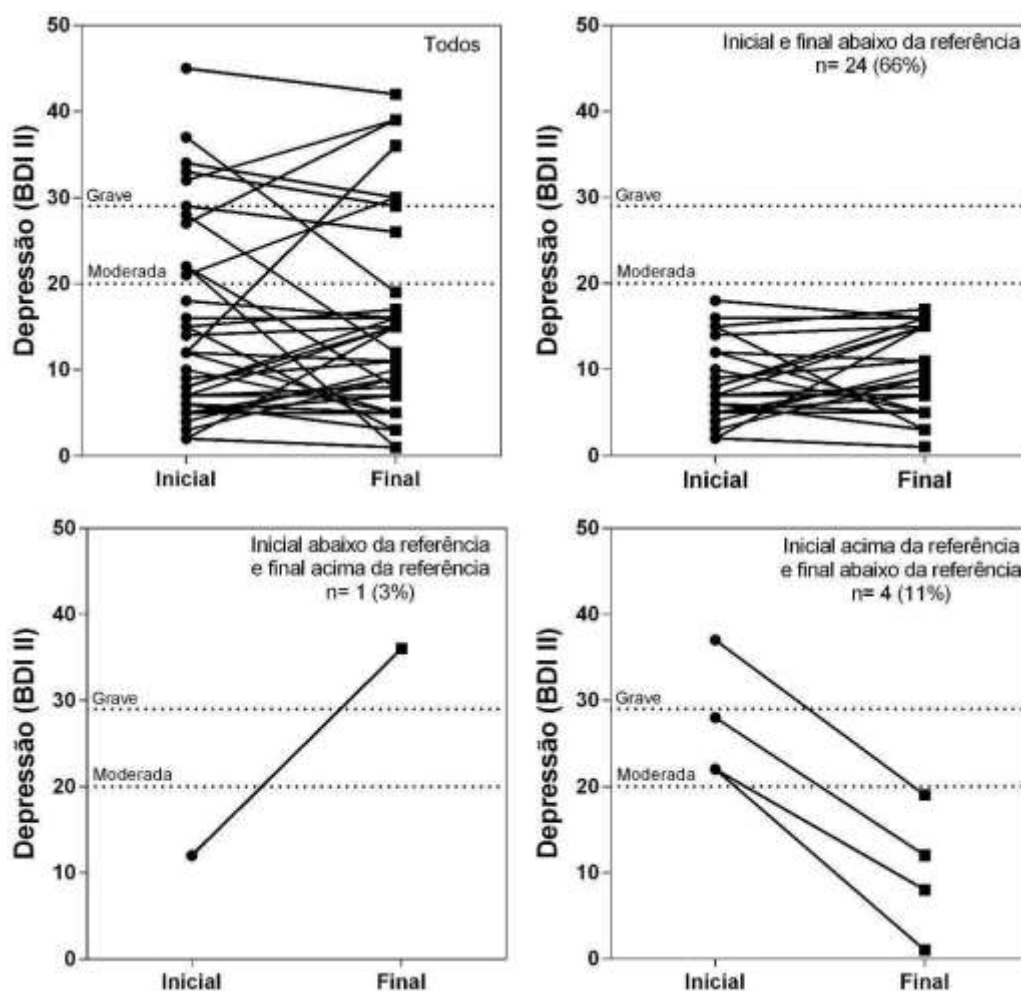 Depressão (BDI II)
50
40
30
20
10
0
Todos
Grave
Moderada
Inicial
Final
Depressão (BDI II)
50
40
30
20
10
0
Inicial e final abaixo da referência
n= 24 (66%)
Grave
Moderada
Inicial
Final
Depressão (BDI II)
50
40
30
20
10
0
Inicial abaixo da referência
e final acima da referência
n= 1 (3%)
Grave
Moderada
Inicial
Final
Depressão (BDI II)
50
40
30
20
10
0
Inicial acima da referência
e final abaixo da referência
n= 4 (11%)
Grave
Moderada
Inicial
Final